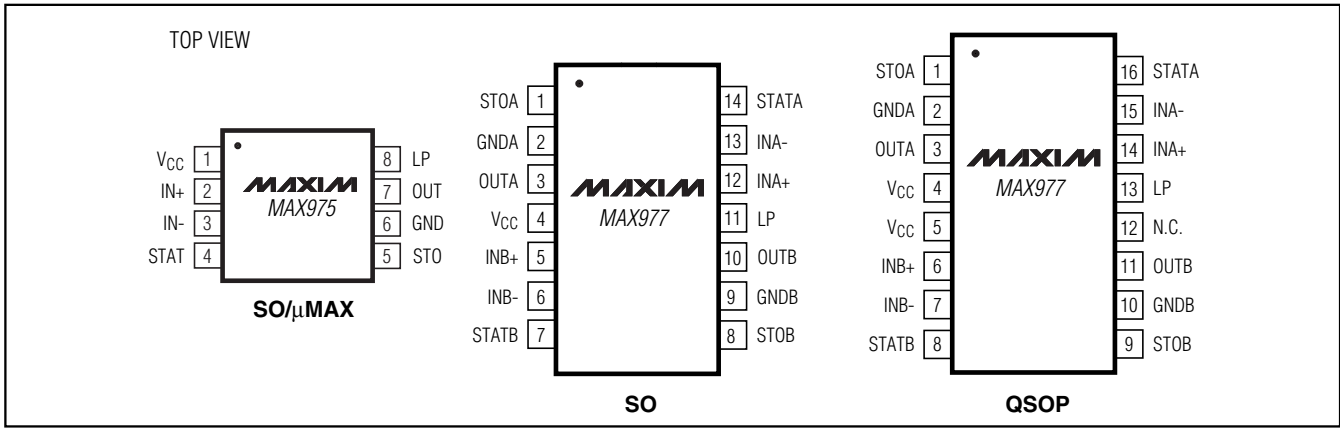 TOP VIEW
VCC 1
IN+ 2
IN- 3
STAT 4
8 LP
7 OUT
6 GND
5 STO
MAXIM
MAX975
SO/μMAX
STOA 1
GNDA 2
OUTA 3
VCC 4
INB+ 5
INB- 6
STATB 7
14 STATA
13 INA-
12 INA+
11 LP
10 OUTB
9 GNDB
8 STOB
MAXIM
MAX977
SO
STOA 1
GNDA 2
OUTA 3
VCC 4
VCC 5
INB+ 6
INB- 7
STATB 8
16 STATA
15 INA-
14 INA+
13 LP
12 N.C.
11 OUTB
10 GNDB
9 STOB
MAXIM
MAX977
QSOP